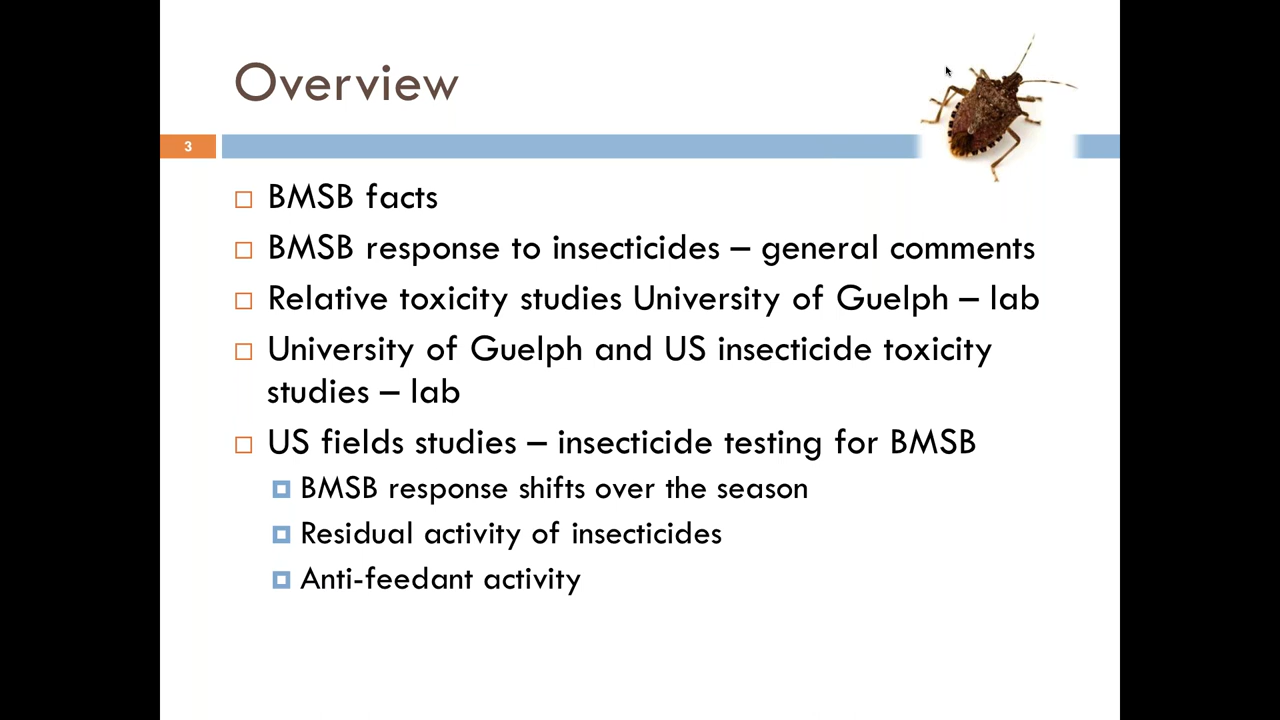 Overview
3
BMSB facts
BMSB response to insecticides – general comments
Relative toxicity studies University of Guelph – lab
University of Guelph and US insecticide toxicity
studies – lab
US fields studies – insecticide testing for BMSB
BMSB response shifts over the season
Residual activity of insecticides
Anti-feedant activity